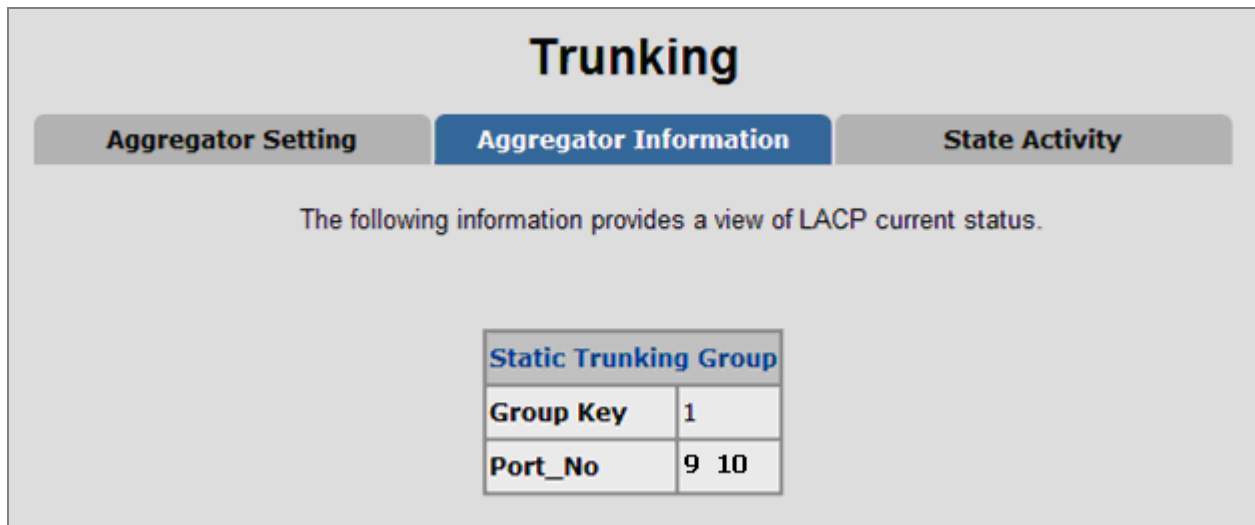 Trunking
Aggregator Setting Aggregator Information State Activity
The following information provides a view of LACP current status.
Static Trunking Group
Group Key 1
Port_No 9 10